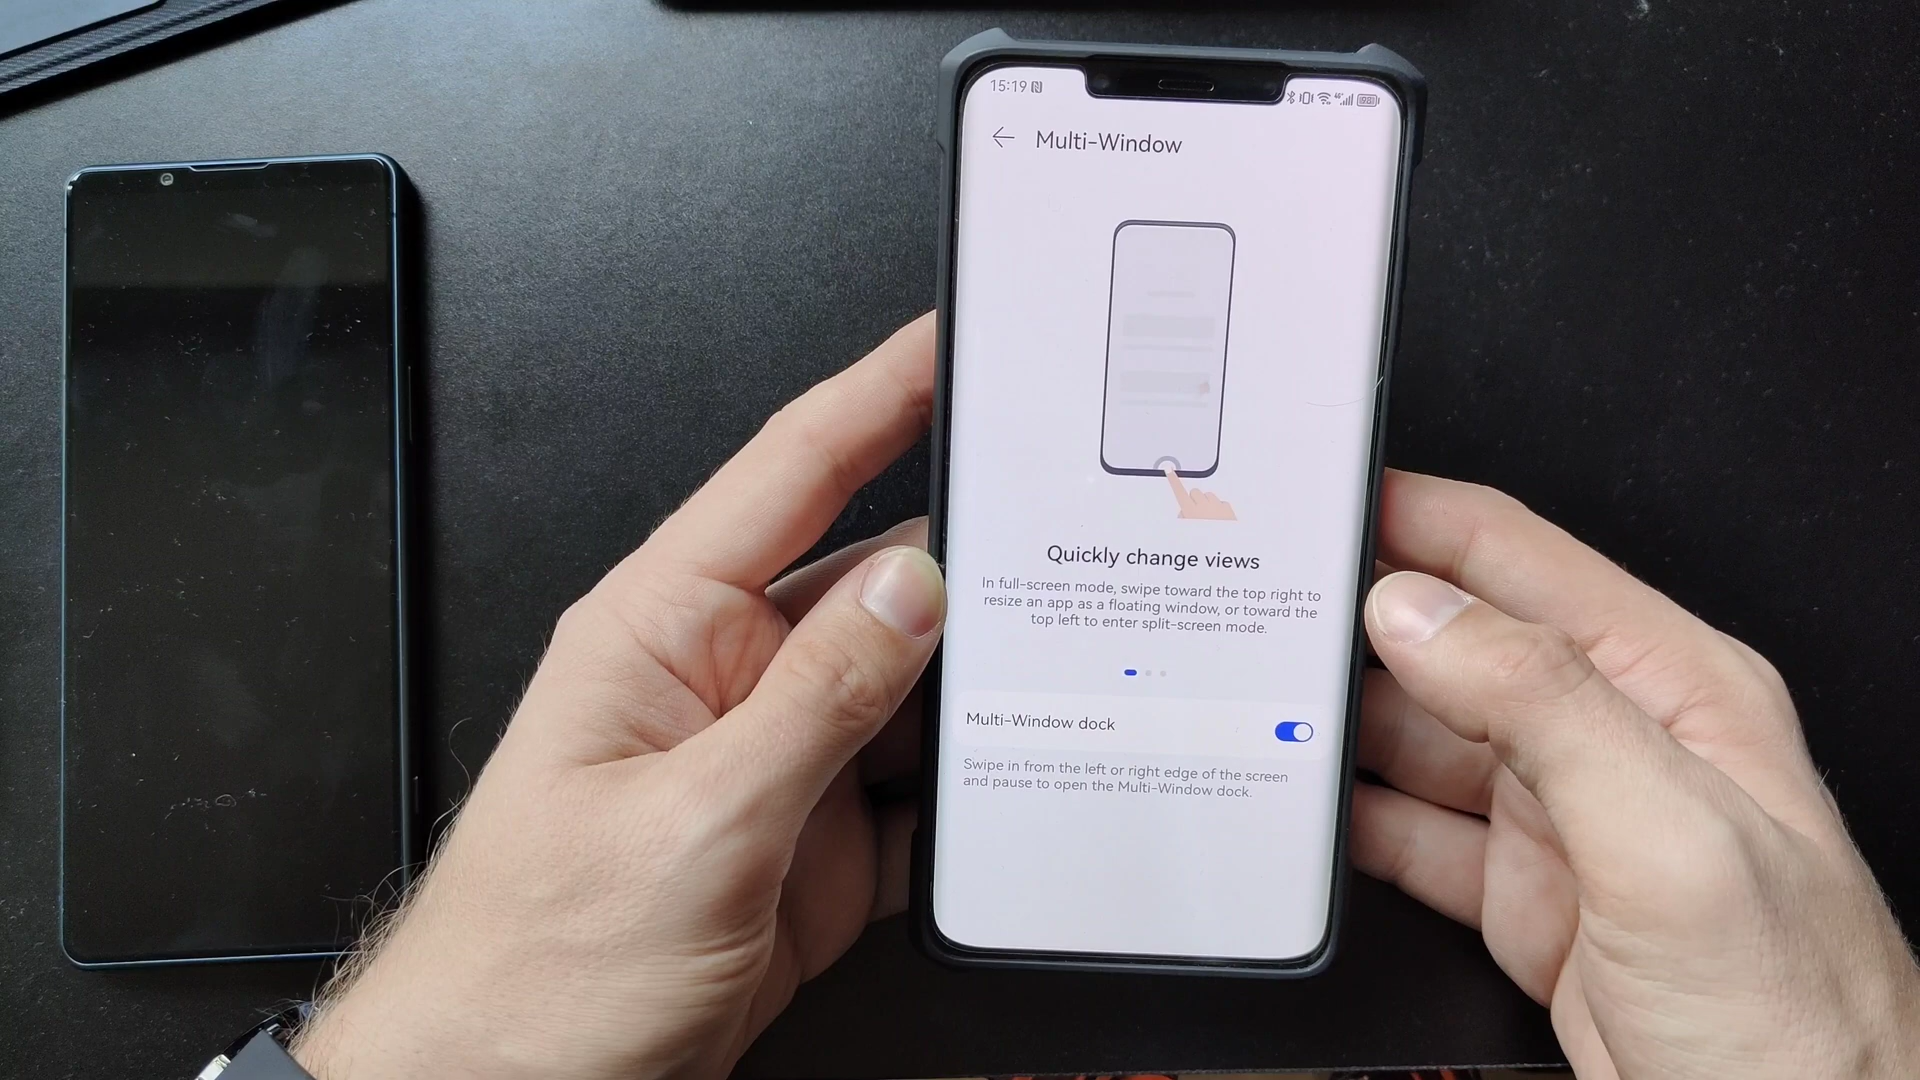 15:19
Multi-Window
Quickly change views
In full-screen mode, swipe toward the top right to
resize an app as a floating window, or toward the
top left to enter split-screen mode.
Multi-Window dock
Swipe in from the left or right edge of the screen
and pause to open the Multi-Window dock.